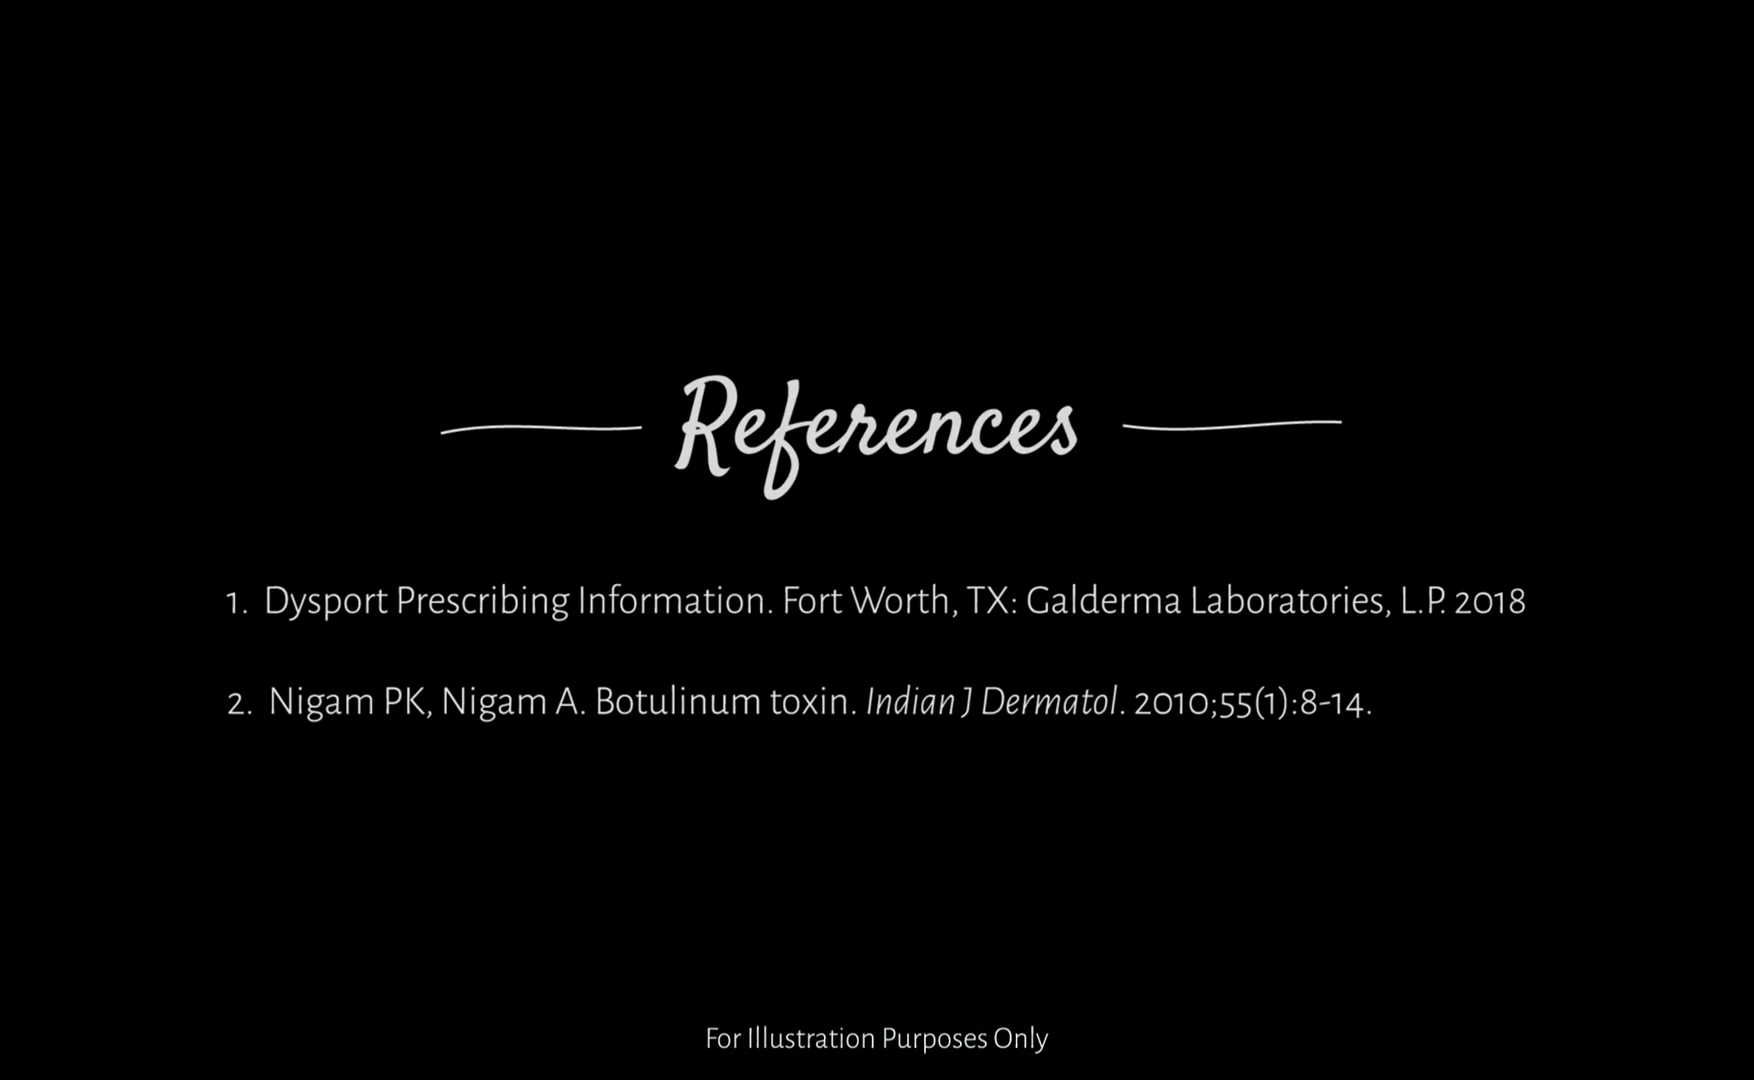 References
1. Dysport Prescribing Information. Fort Worth, TX: Galderma Laboratories, L.P. 2018
2. Nigam PK, Nigam A. Botulinum toxin. Indian J Dermatol. 2010;55(1):8-14.
For Illustration Purposes Only